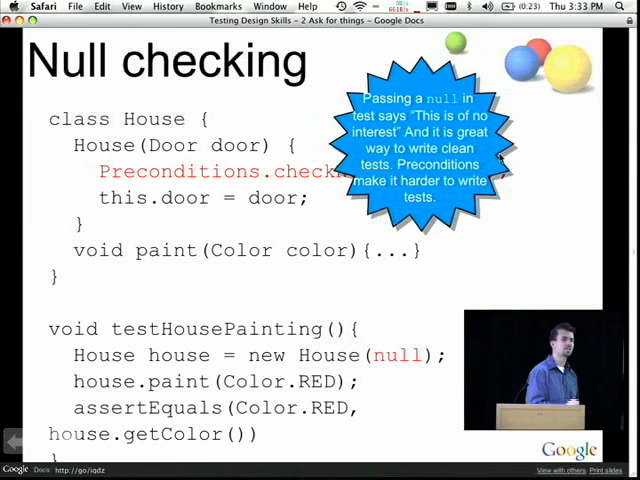 Safari File Edit View History Bookmarks Window Help (0:23) Thu 3:33 PM
Testing Design Skills - 2 Ask for things - Google Docs
Null checking
class House {
House(Door door) {
Preconditions.check
this.door = door;
}
void paint(Color color){...}
}
void testHousePainting(){
House house = new House(null);
house.paint(Color.RED);
assertEquals(Color.RED,
house.getColor())
}
Passing a null in
test says "This is of no
interest" And it is great
way to write clean
tests. Preconditions
make it harder to write
tests.
Google
Google Docs: http://go/iqdz View with others. Print slides